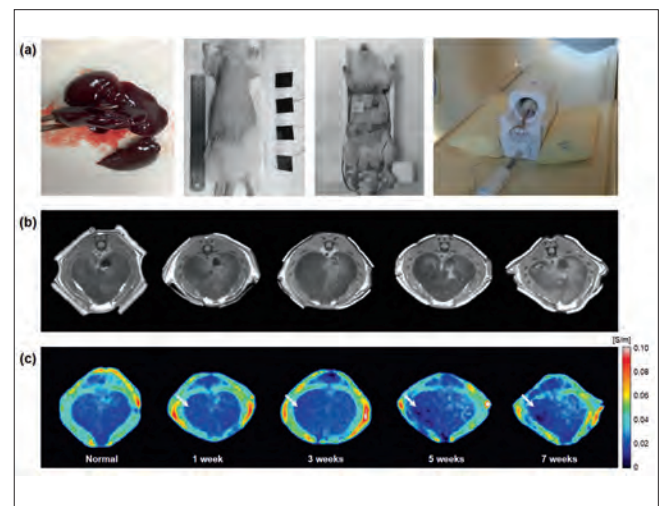 (a)
(b)
(c)
[S/m]
0.10
0.08
0.06
0.04
0.02
0
Normal
1 week
3 weeks
5 weeks
7 weeks